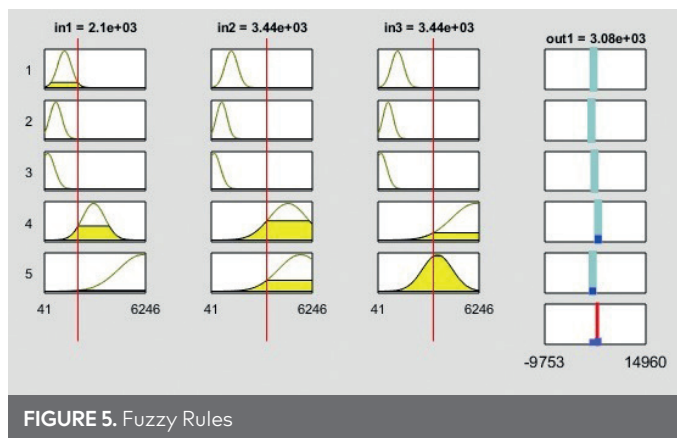 in1 = 2.1e+03 in2 = 3.44e+03 in3 = 3.44e+03 out1 = 3.08e+03
1
2
3
4
5
41 6246 41 6246 41 6246
-9753 14960
FIGURE 5. Fuzzy Rules